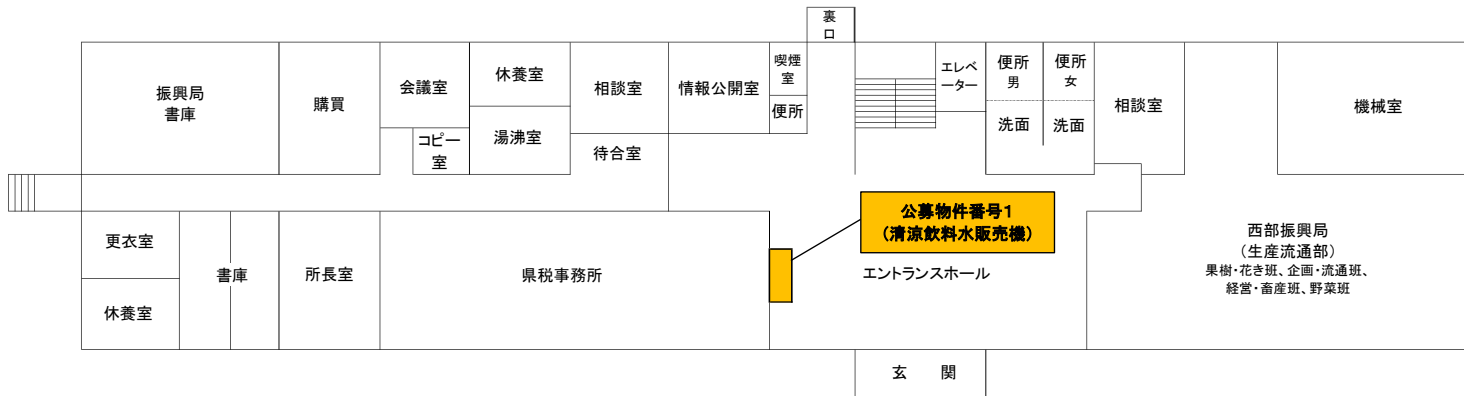 裏
口
振興局
書庫
購買
会議室
コピー
室
休養室
湯沸室
相談室
待合室
情報公開室
喫煙
室
便所
エレベ
ーター
便所
男
洗面
便所
女
洗面
相談室
機械室
公募物件番号1
(清涼飲料水販売機)
更衣室
休養室
書庫
所長室
県税事務所
エントランスホール
西部振興局
(生産流通部)
果樹・花き班、企画・流通班、
経営・畜産班、野菜班
玄　関